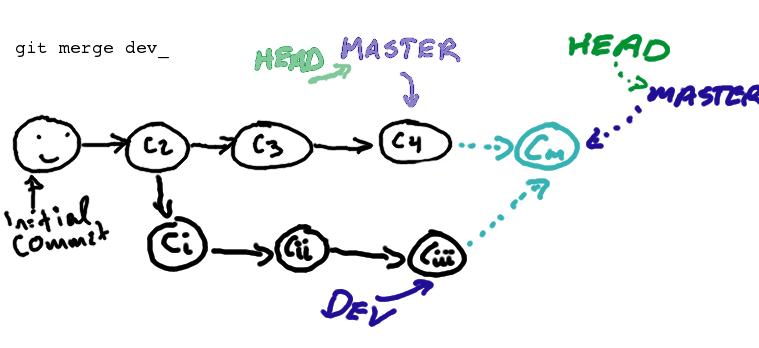 git merge dev_
HEAD
MASTER
HEAD
MASTER
C2
C3
C4
Cm
initial
commit
Ci
Cii
Ciii
DEV